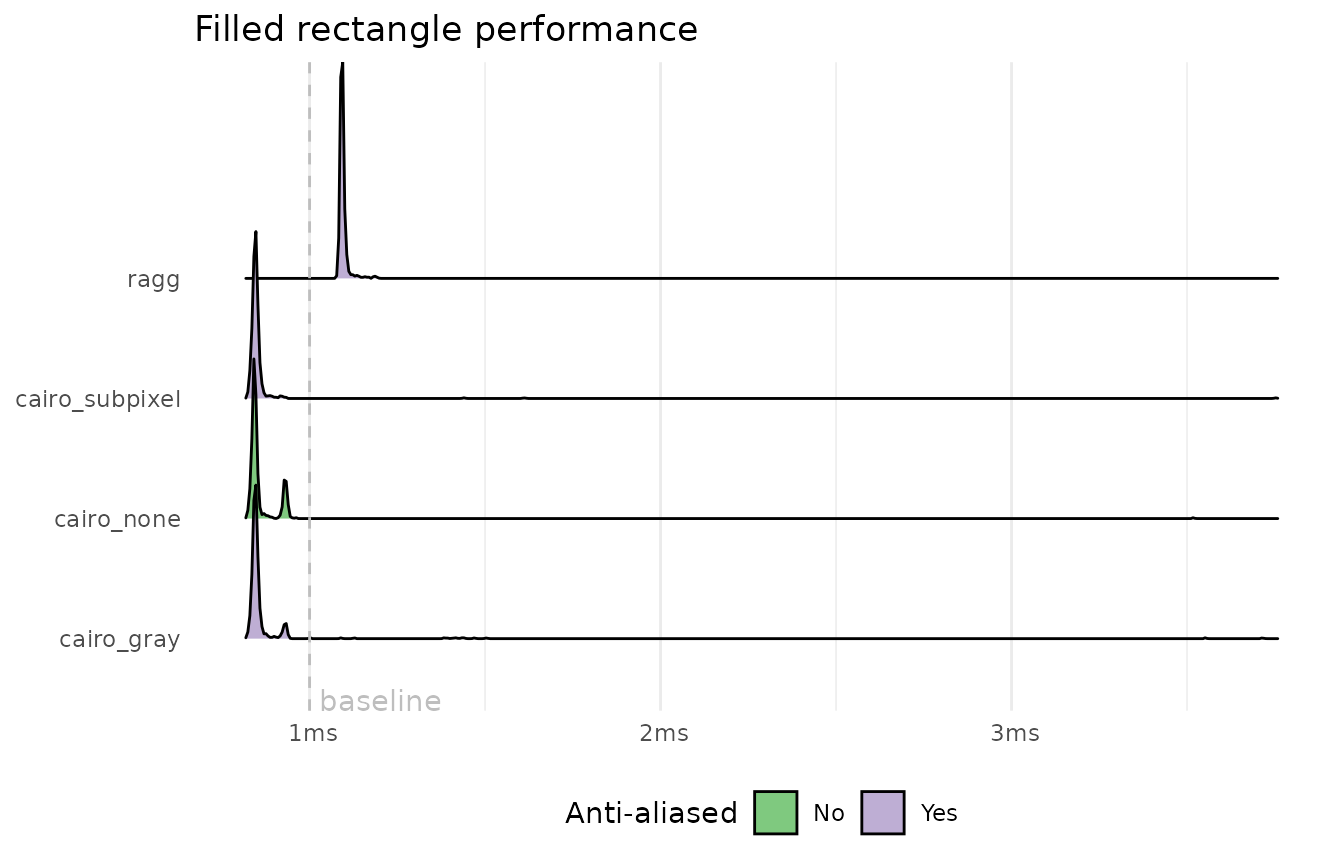 Filled rectangle performance
ragg
cairo_subpixel
cairo_none
cairo_gray
baseline
1ms 2ms 3ms
Anti-aliased No Yes